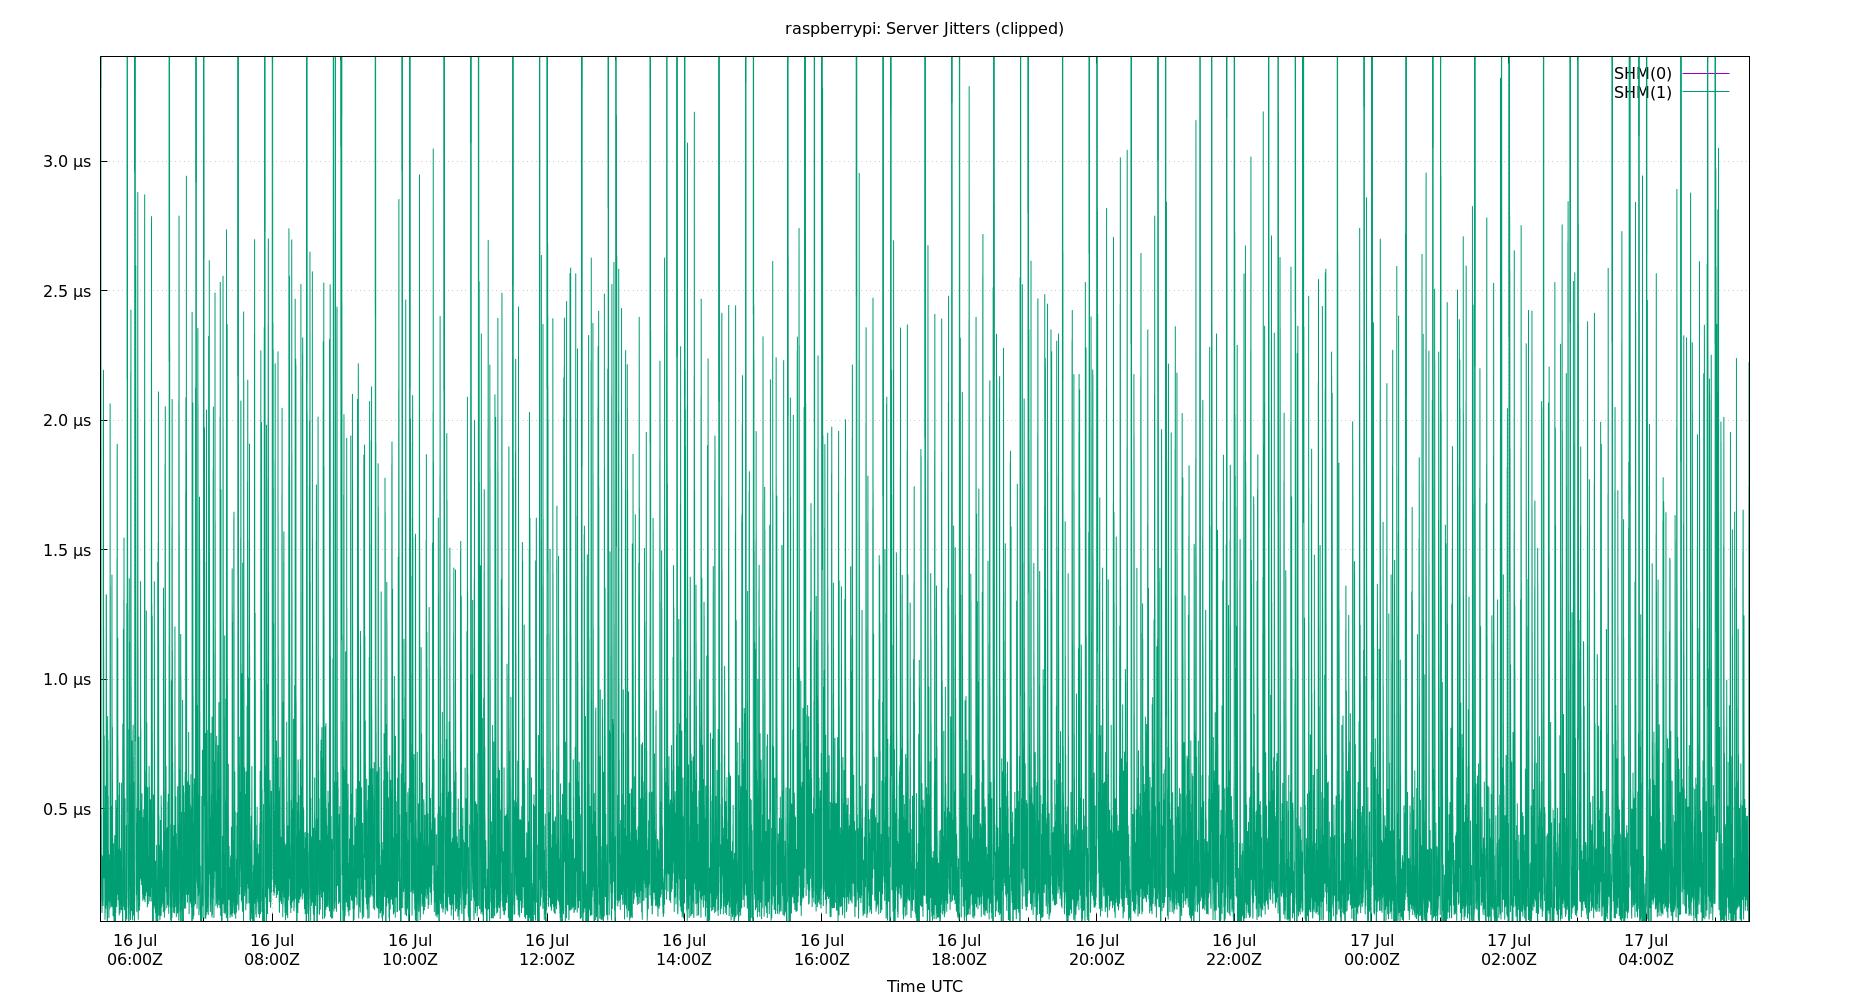 raspberrypi: Server Jitters (clipped)
SHM(0)
SHM(1)
3.0 µs
2.5 µs
2.0 µs
1.5 µs
1.0 µs
0.5 µs
16 Jul 16 Jul 16 Jul 16 Jul 16 Jul 16 Jul 16 Jul 16 Jul 16 Jul 17 Jul 17 Jul 17 Jul
06:00Z 08:00Z 10:00Z 12:00Z 14:00Z 16:00Z 18:00Z 20:00Z 22:00Z 00:00Z 02:00Z 04:00Z
Time UTC